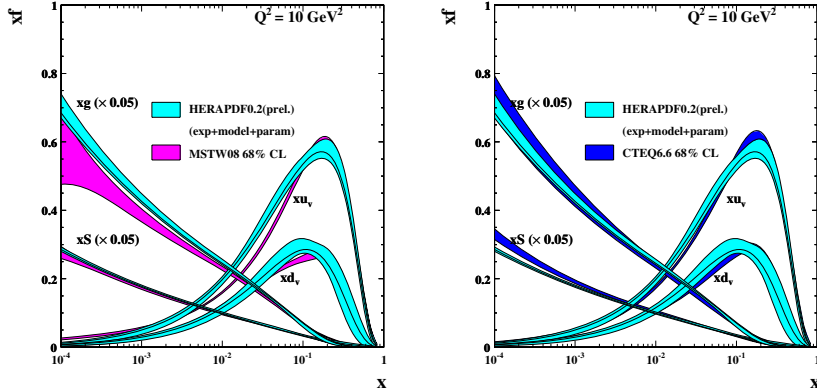 xf
1
Q² = 10 GeV²
0.8
xg (× 0.05)
HERAPDF0.2(prel.)
(exp+model+param)
0.6
MSTW08 68% CL
xu_v
0.4
xS (× 0.05)
xd_v
0.2
0
10⁻⁴ 10⁻³ 10⁻² 10⁻¹ 1
x
xf
1
Q² = 10 GeV²
0.8
xg (× 0.05)
HERAPDF0.2(prel.)
(exp+model+param)
0.6
CTEQ6.6 68% CL
xu_v
0.4
xS (× 0.05)
xd_v
0.2
0
10⁻⁴ 10⁻³ 10⁻² 10⁻¹ 1
x